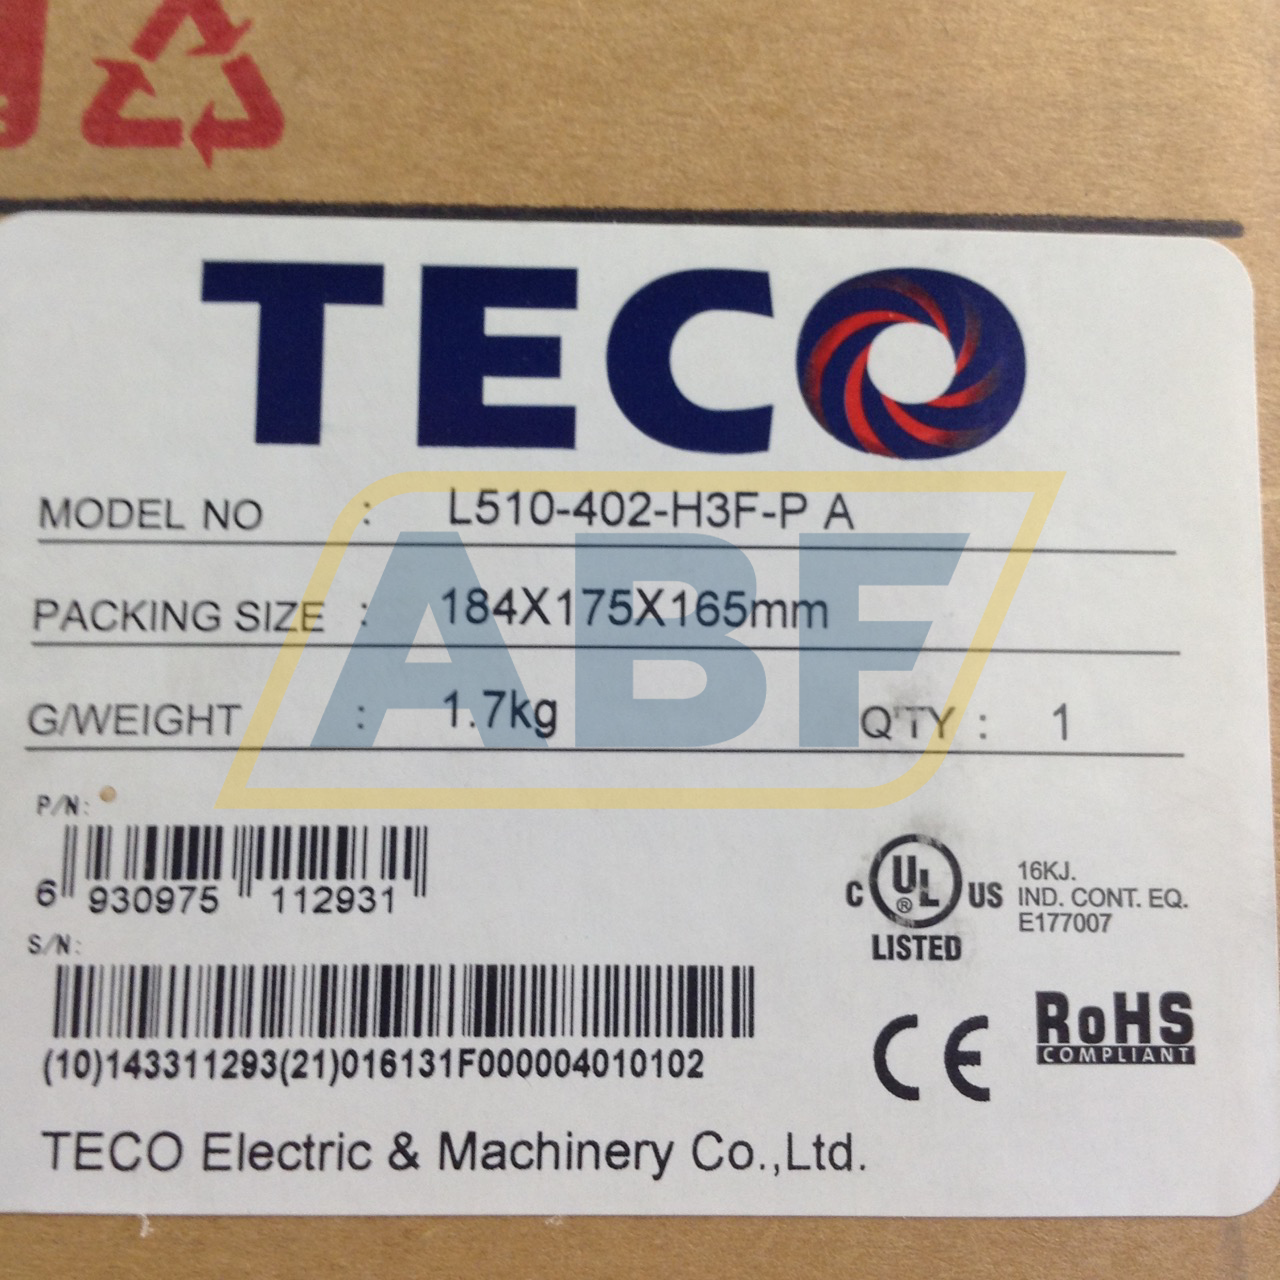 TECO
MODEL NO : L510-402-H3F-P A
PACKING SIZE : 184X175X165mm
G/WEIGHT : 1.7kg Q'TY : 1
ABF
P/N:
6 930975 112931
C UL ® US LISTED
16KJ.
IND. CONT. EQ.
E177007
S/N:
(10)143311293(21)016131F000004010102
CE
RoHS
COMPLIANT
TECO Electric & Machinery Co.,Ltd.